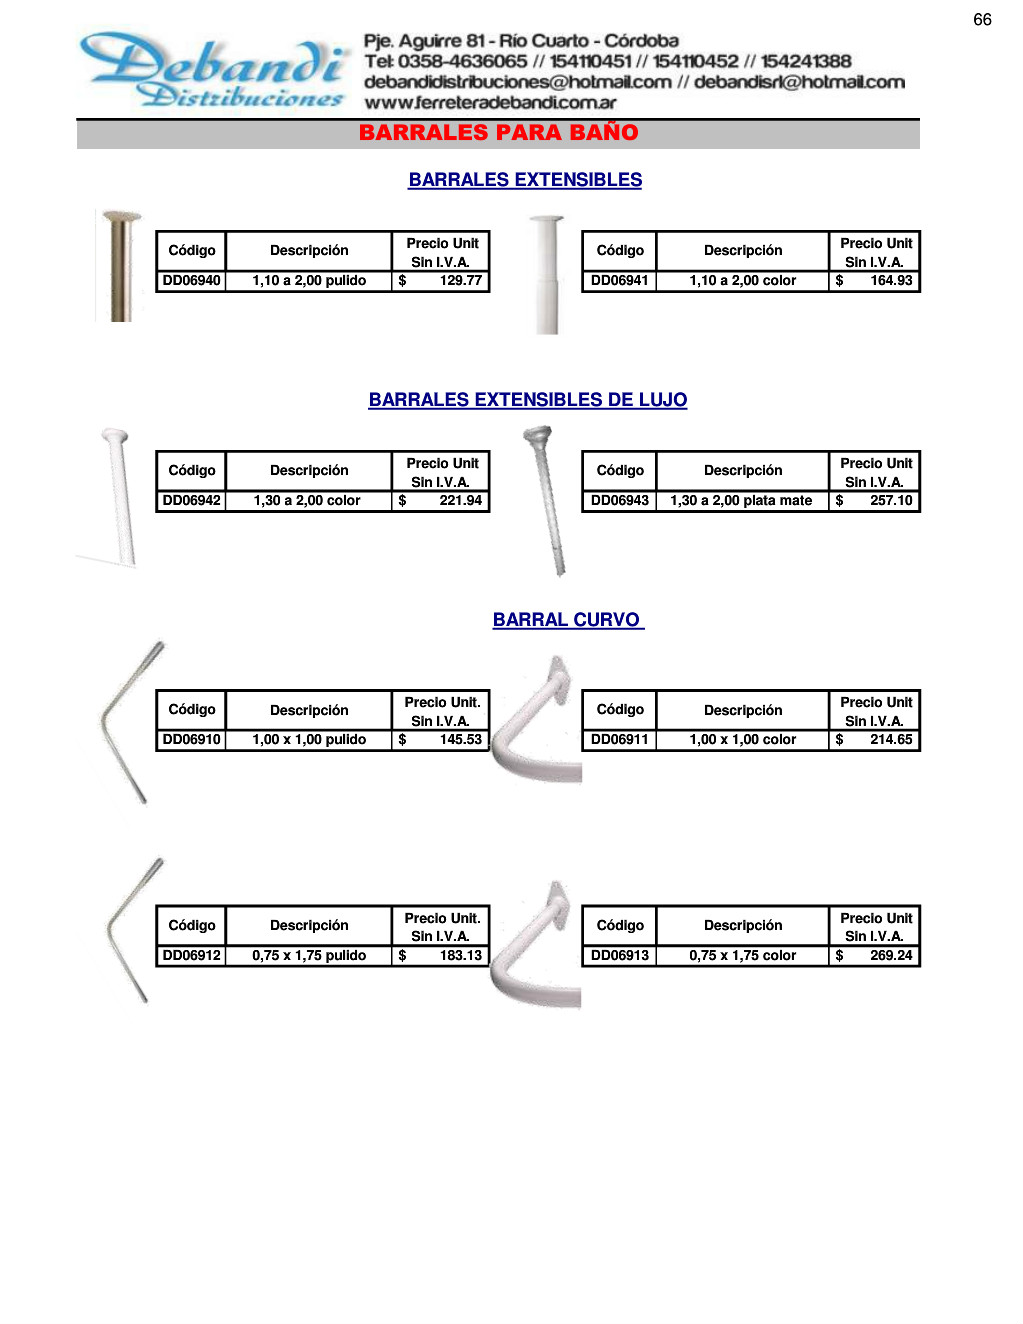 66
Debandi
Distribuciones
Pje. Aguirre 81 - Río Cuarto - Córdoba
Tel: 0358-4636065 // 154110451 // 154110452 // 154241388
debandidistribuciones@hotmail.com // debandisrl@hotmail.com
www.ferreteradebandi.com.ar
BARRALES PARA BAÑO
BARRALES EXTENSIBLES
Código Descripción Precio Unit Sin I.V.A.
DD06940 1,10 a 2,00 pulido $ 129.77
Código Descripción Precio Unit Sin I.V.A.
DD06941 1,10 a 2,00 color $ 164.93
BARRALES EXTENSIBLES DE LUJO
Código Descripción Precio Unit Sin I.V.A.
DD06942 1,30 a 2,00 color $ 221.94
Código Descripción Precio Unit Sin I.V.A.
DD06943 1,30 a 2,00 plata mate $ 257.10
BARRAL CURVO
Código Descripción Precio Unit. Sin I.V.A.
DD06910 1,00 x 1,00 pulido $ 145.53
Código Descripción Precio Unit Sin I.V.A.
DD06911 1,00 x 1,00 color $ 214.65
Código Descripción Precio Unit. Sin I.V.A.
DD06912 0,75 x 1,75 pulido $ 183.13
Código Descripción Precio Unit Sin I.V.A.
DD06913 0,75 x 1,75 color $ 269.24